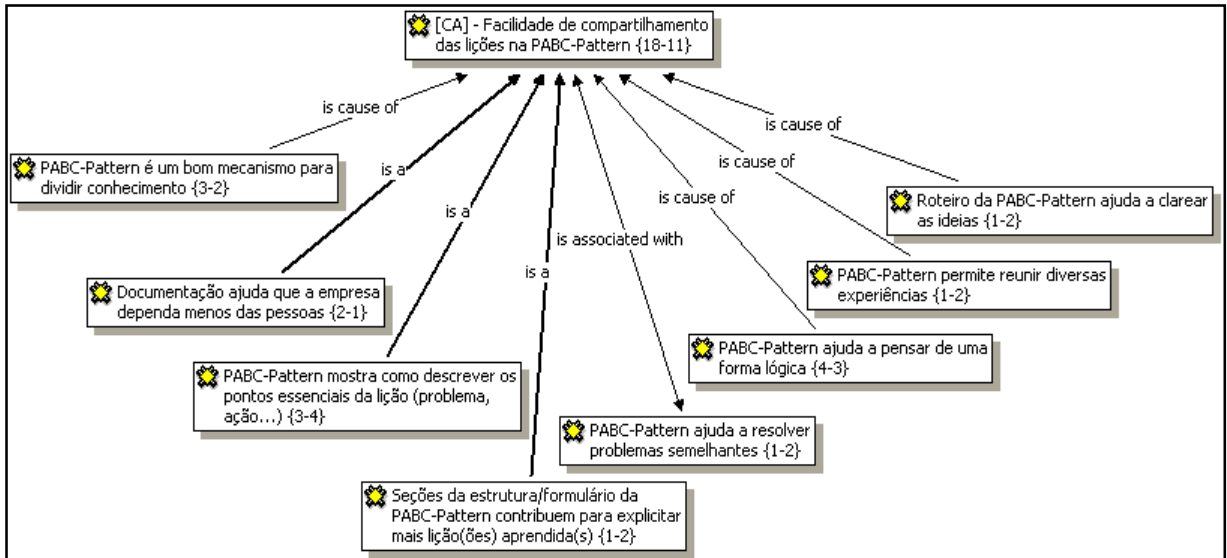 [CA] - Facilidade de compartilhamento
das lições na PABC-Pattern {18-11}
is cause of
is cause of
PABC-Pattern é um bom mecanismo para
dividir conhecimento {3-2}
is a
is cause of
Roteiro da PABC-Pattern ajuda a clarear
as ideias {1-2}
is a
is cause of
is associated with
is a
Documentação ajuda que a empresa
dependa menos das pessoas {2-1}
PABC-Pattern permite reunir diversas
experiências {1-2}
PABC-Pattern ajuda a pensar de uma
forma lógica {4-3}
PABC-Pattern mostra como descrever os
pontos essenciais da lição (problema,
ação...) {3-4}
PABC-Pattern ajuda a resolver
problemas semelhantes {1-2}
Seções da estrutura/formulário da
PABC-Pattern contribuem para explicitar
mais lição(ões) aprendida(s) {1-2}